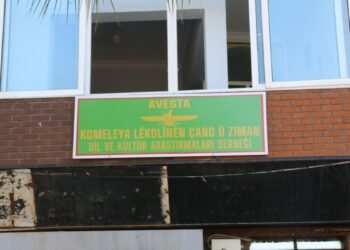 AVESTA
KOMELEYA LÊKOLÎNÊN ÇAND Û ZIMAN
DİL VE KÜLTÜR ARAŞTIRMALARI DERNEĞİ